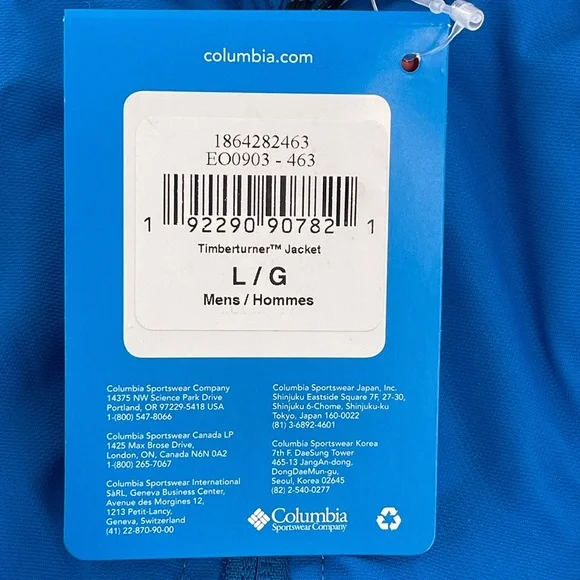 columbia.com
1864282463
EO0903 - 463
1 92290 90782 1
Timberturner™ Jacket
L / G
Mens / Hommes
Columbia Sportswear Company
14375 NW Science Park Drive
Portland, OR 97229-5418 USA
1-(800) 547-8066
Columbia Sportswear Canada LP
1425 Max Brose Drive,
London, ON, Canada N6N 0A2
1-(800) 265-7067
Columbia Sportswear International
SàRL, Geneva Business Center,
Avenue des Morgines 12,
1213 Petit-Lancy,
Geneva, Switzerland
(41) 22-870-90-00
Columbia Sportswear Japan, Inc.
Shinjuku Eastside Square 7F, 27-30,
Shinjuku 6-Chome, Shinjuku-ku
Tokyo, Japan 160-0022
(81) 3-6892-4601
Columbia Sportswear Korea
7th F. DaeSung Tower
465-13 JangAn-dong,
DongDaeMun-gu,
Seoul, Korea 02645
(82) 2-540-0277
Columbia
Sportswear Company